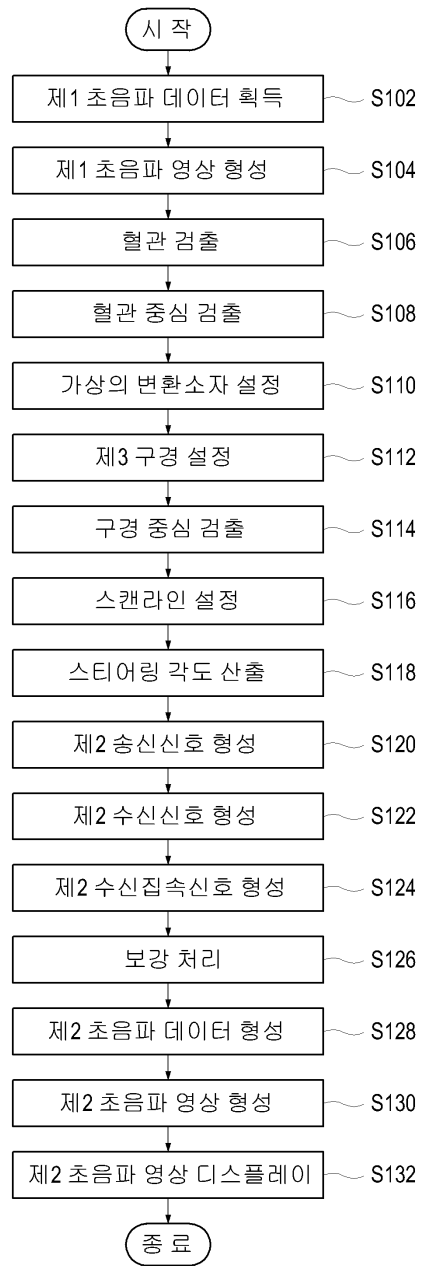 시 작
제1 초음파 데이터 획득 S102
제1 초음파 영상 형성 S104
혈관 검출 S106
혈관 중심 검출 S108
가상의 변환소자 설정 S110
제3 구경 설정 S112
구경 중심 검출 S114
스캔라인 설정 S116
스티어링 각도 산출 S118
제2 송신신호 형성 S120
제2 수신신호 형성 S122
제2 수신집속신호 형성 S124
보강 처리 S126
제2 초음파 데이터 형성 S128
제2 초음파 영상 형성 S130
제2 초음파 영상 디스플레이 S132
종 료